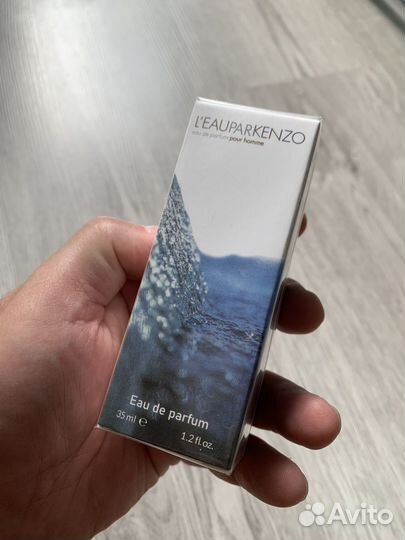 L'EAUPARKENZO
eau de parfum pour homme
Eau de parfum
35 ml e
1.2 fl.oz.
Avito